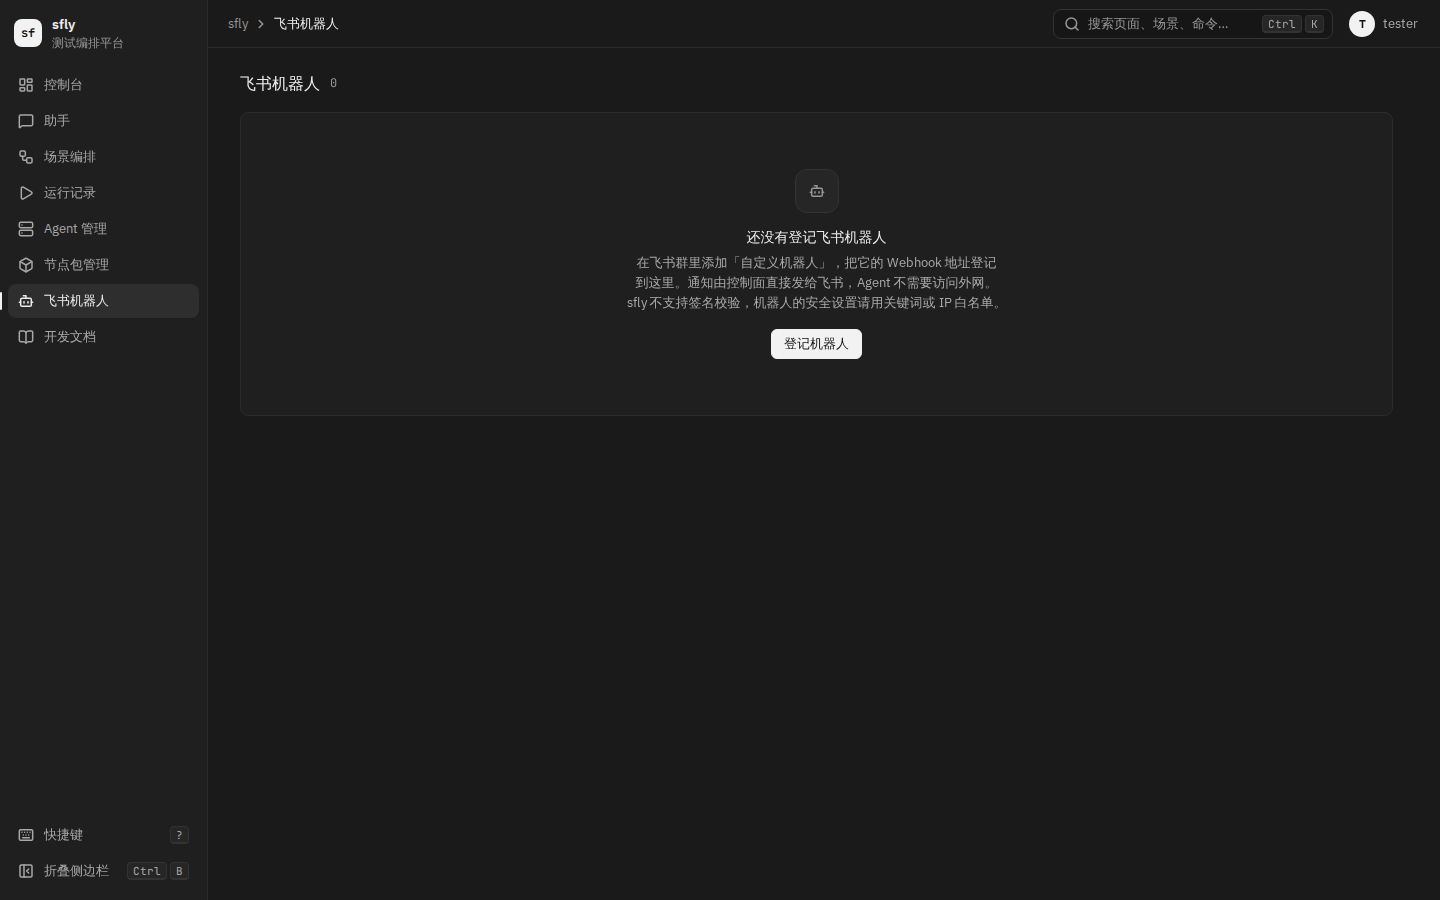 sf
sfly
测试编排平台
控制台
助手
场景编排
运行记录
Agent 管理
节点包管理
飞书机器人
开发文档
快捷键 ?
折叠侧边栏 Ctrl B
sfly > 飞书机器人
搜索页面、场景、命令... Ctrl K
T tester
飞书机器人 0
还没有登记飞书机器人
在飞书群里添加「自定义机器人」，把它的 Webhook 地址登记
到这里。通知由控制面直接发给飞书，Agent 不需要访问外网。
sfly 不支持签名校验，机器人的安全设置请用关键词或 IP 白名单。
登记机器人